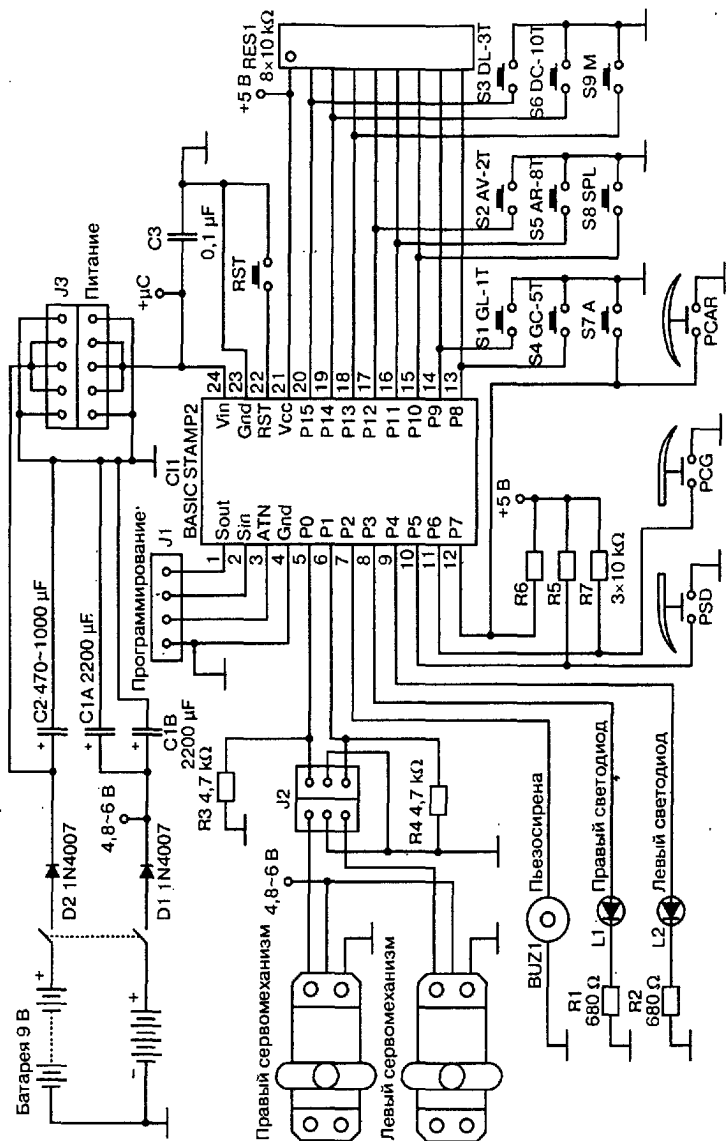 Батарея 9 В
D2 1N4007
4,8~6 В
D1 1N4007
+ C2 470~1000 µF
+ C1A 2200 µF
+ C1B
2200 µF
J3
Питание
+µC
C3
0,1 µF
RST
+5 В
RES1
8×10 kΩ
Программирование
J1
CI1
BASIC STAMP2
1 Sout
2 Sin
3 ATN
4 Gnd
5 P0
6 P1
7 P2
8 P3
9 P4
10 P5
11 P6
12 P7
Vin 24
Gnd 23
RST 22
Vcc 21
P15 20
P14 19
P13 18
P12 17
P11 16
P10 15
P9 14
P8 13
S3 DL-3T
S6 DC-10T
S9 M
S2 AV-2T
S5 AR-8T
S8 SPL
S1 GL-1T
S4 GC-5T
S7 A
PCAR
PCG
PSD
+5 В
R6
R5
R7
3×10 kΩ
R3 4,7 kΩ
J2
R4 4,7 kΩ
4,8~6 В
Правый сервомеханизм
Левый сервомеханизм
BUZ1
Пьезосирена
L1
Правый светодиод
R1
680 Ω
L2
Левый светодиод
R2
680 Ω